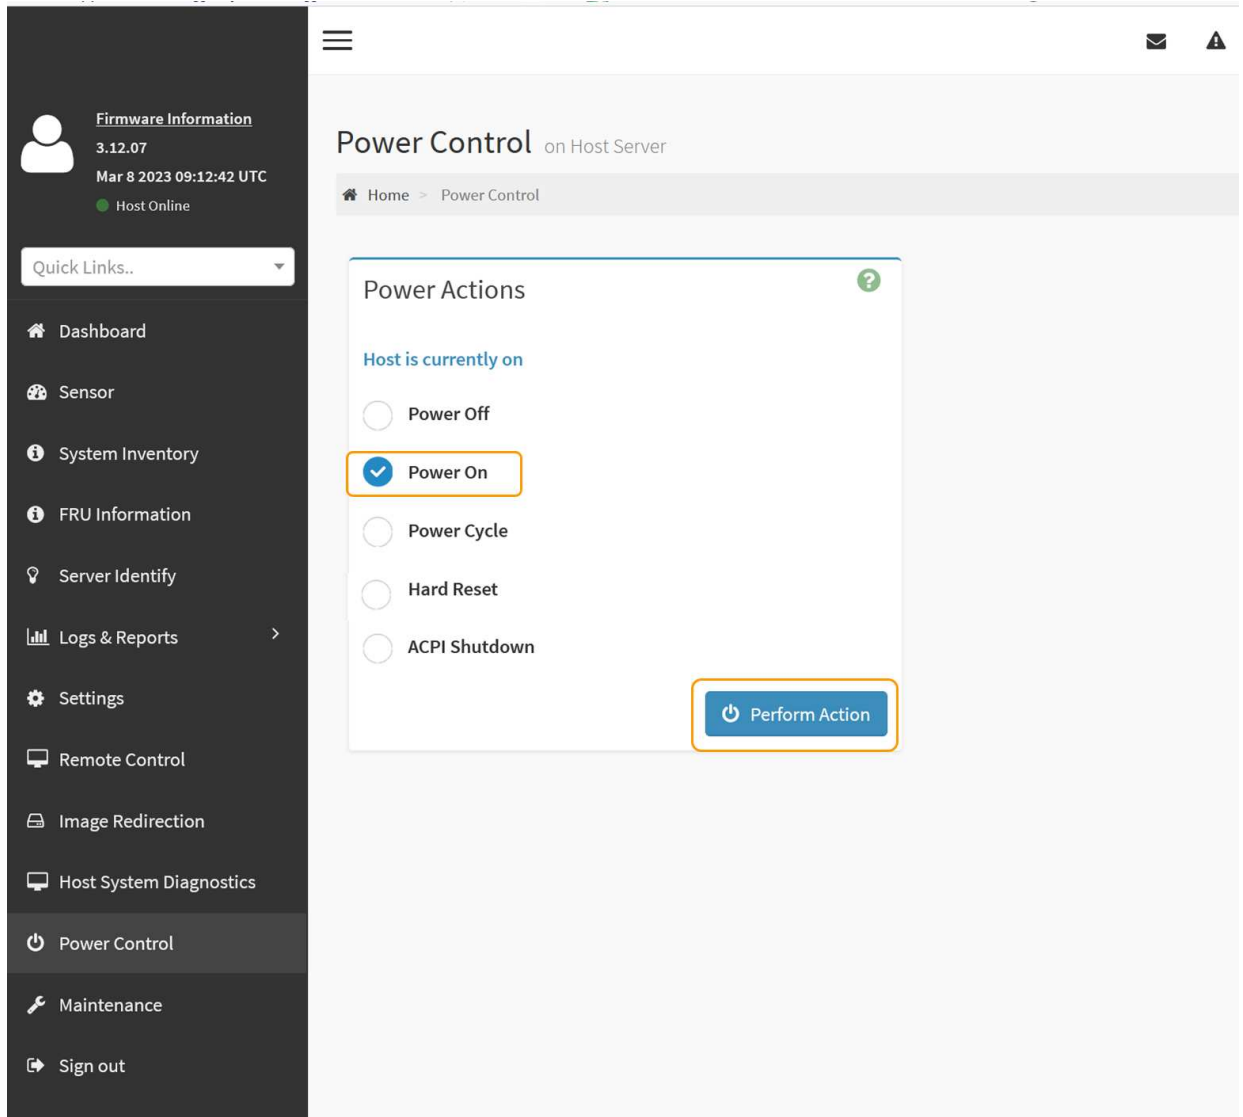 Firmware Information
3.12.07
Mar 8 2023 09:12:42 UTC
Host Online
Quick Links..
Dashboard
Sensor
System Inventory
FRU Information
Server Identify
Logs & Reports
Settings
Remote Control
Image Redirection
Host System Diagnostics
Power Control
Maintenance
Sign out
Power Control on Host Server
Home > Power Control
Power Actions
Host is currently on
Power Off
Power On
Power Cycle
Hard Reset
ACPI Shutdown
Perform Action